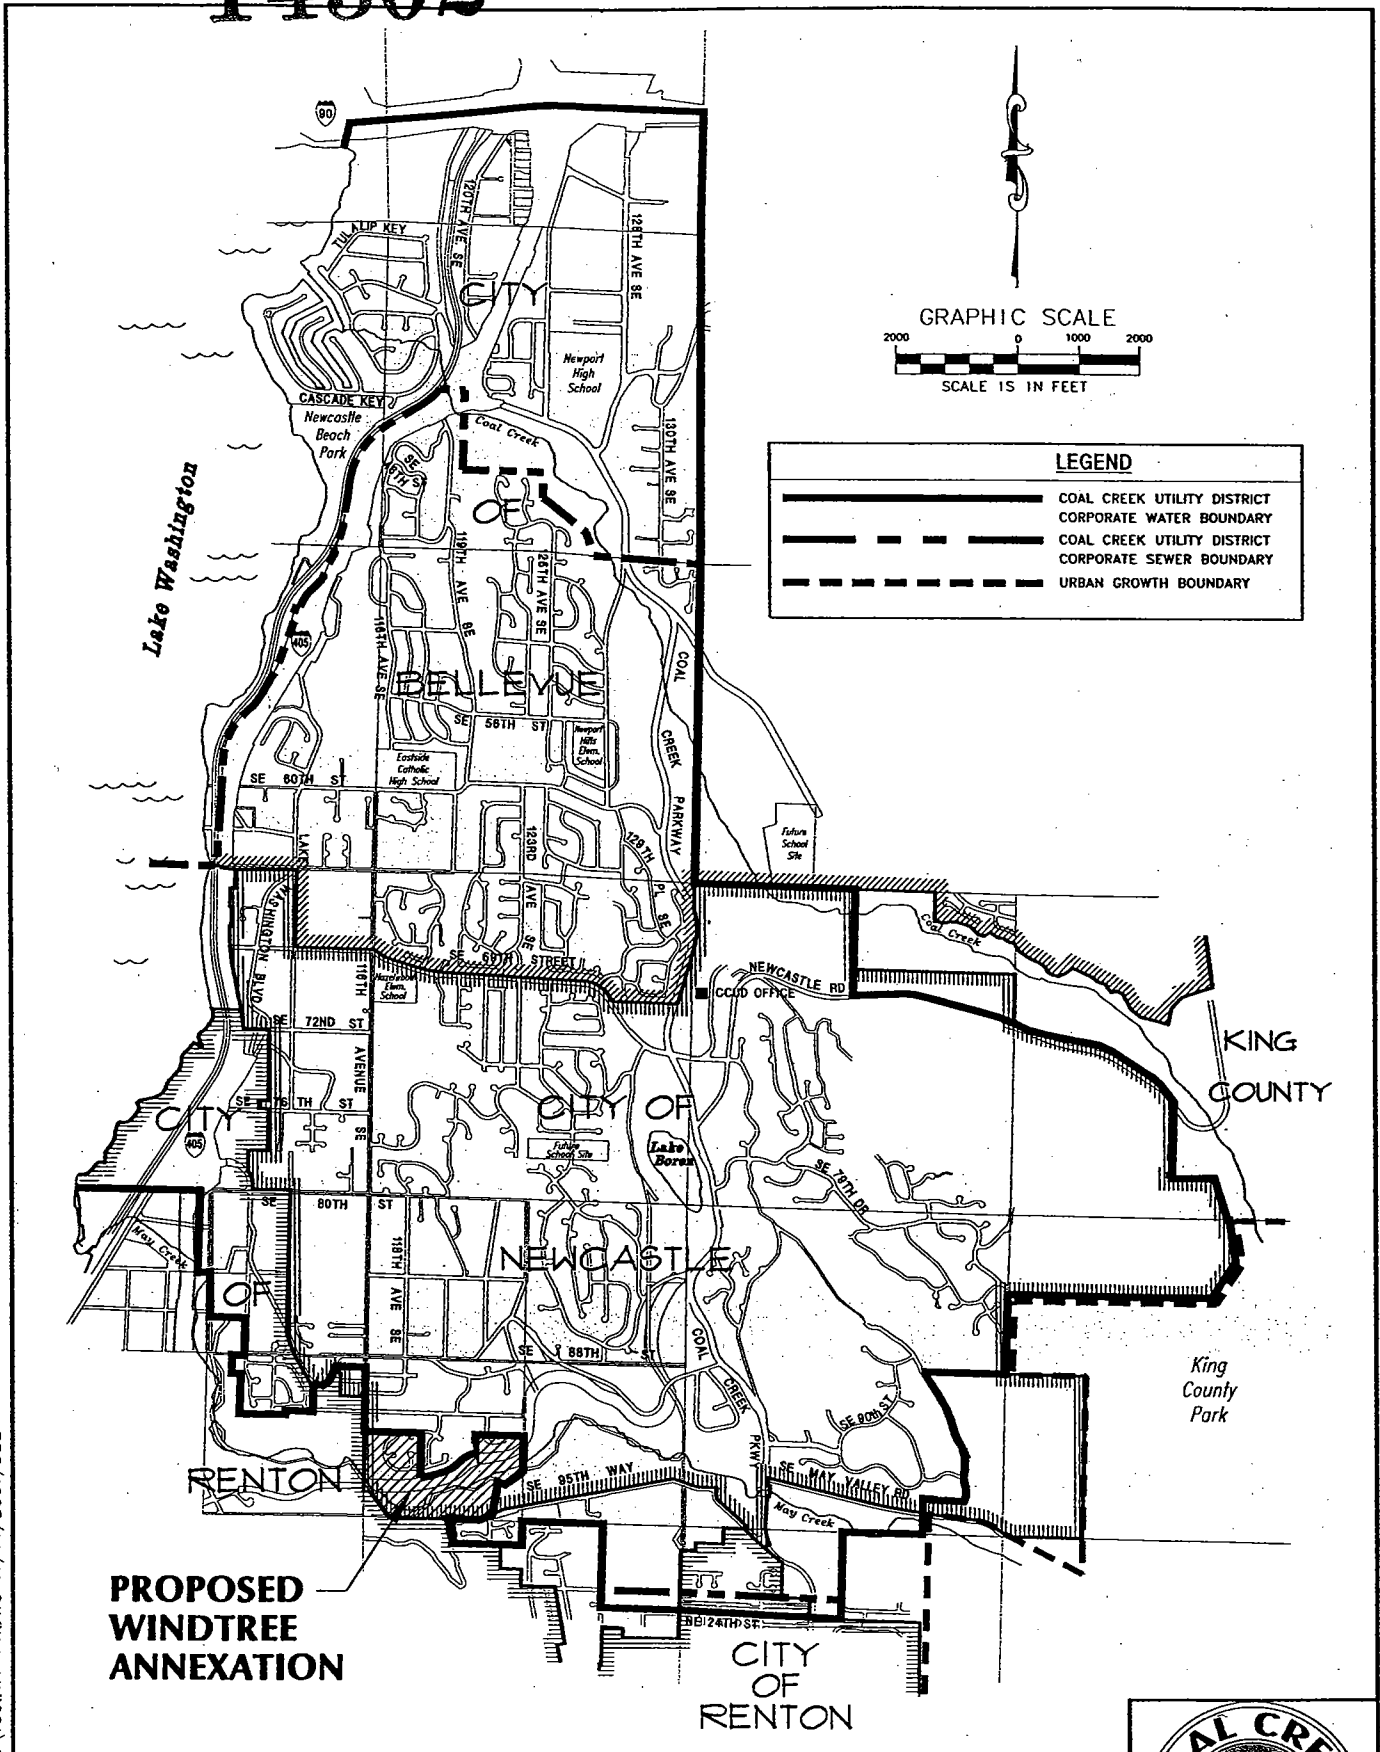 14505
90
TULALIP KEY
120TH AVE SE
128TH AVE SE
CITY
GRAPHIC SCALE
2000 0 1000 2000
SCALE IS IN FEET
Newport
High
School
CASCADE KEY
Newcastle
Beach
Park
Coal Creek
130TH AVE SE
LEGEND
COAL CREEK UTILITY DISTRICT
CORPORATE WATER BOUNDARY
COAL CREEK UTILITY DISTRICT
CORPORATE SEWER BOUNDARY
URBAN GROWTH BOUNDARY
Lake Washington
SE
OF
119TH AVE SE
126TH AVE SE
405
116TH AVE SE
BELLEVUE
COAL CREEK PARKWAY
SE 56TH ST
Newport
Hills
Elem.
School
Eastside
Catholic
High School
SE 60TH ST
Future
School
Site
LAKE WASHINGTON BLVD
123RD AVE SE
129TH PL SE
Coal Creek
SE 69TH STREET
Hazelwood
Elem.
School
NEWCASTLE RD
CCUD OFFICE
116TH AVENUE SE
SE 72ND ST
KING
COUNTY
SE 76TH ST
CITY
405
CITY OF
Future
School Site
Lake
Boren
SE 79TH DR
SE 80TH ST
May Creek
118TH AVE SE
NEWCASTLE
OF
SE 88TH ST
COAL CREEK PKWY
King
County
Park
SE 90th ST
RENTON
SE 95TH WAY
SE MAY VALLEY RD
May Creek
PROPOSED
WINDTREE
ANNEXATION
NE 24TH ST
CITY
OF
RENTON
AL CRE